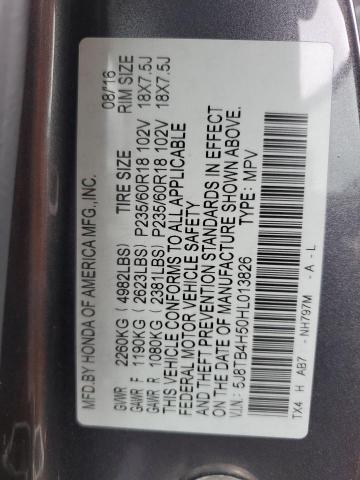 MFD.BY HONDA OF AMERICA MFG.,INC. 08/'16
TIRE SIZE RIM SIZE
GVWR 2260KG (4982LBS)
GAWR F 1190KG (2623LBS) P235/60R18 102V 18X7.5J
GAWR R 1080KG (2381LBS) P235/60R18 102V 18X7.5J
THIS VEHICLE CONFORMS TO ALL APPLICABLE
FEDERAL MOTOR VEHICLE SAFETY
AND THEFT PREVENTION STANDARDS IN EFFECT
ON THE DATE OF MANUFACTURE SHOWN ABOVE.
V.I.N.: 5J8TB4H50HL013826 TYPE: MPV
TX4 H AB7 - NH797M - A - L